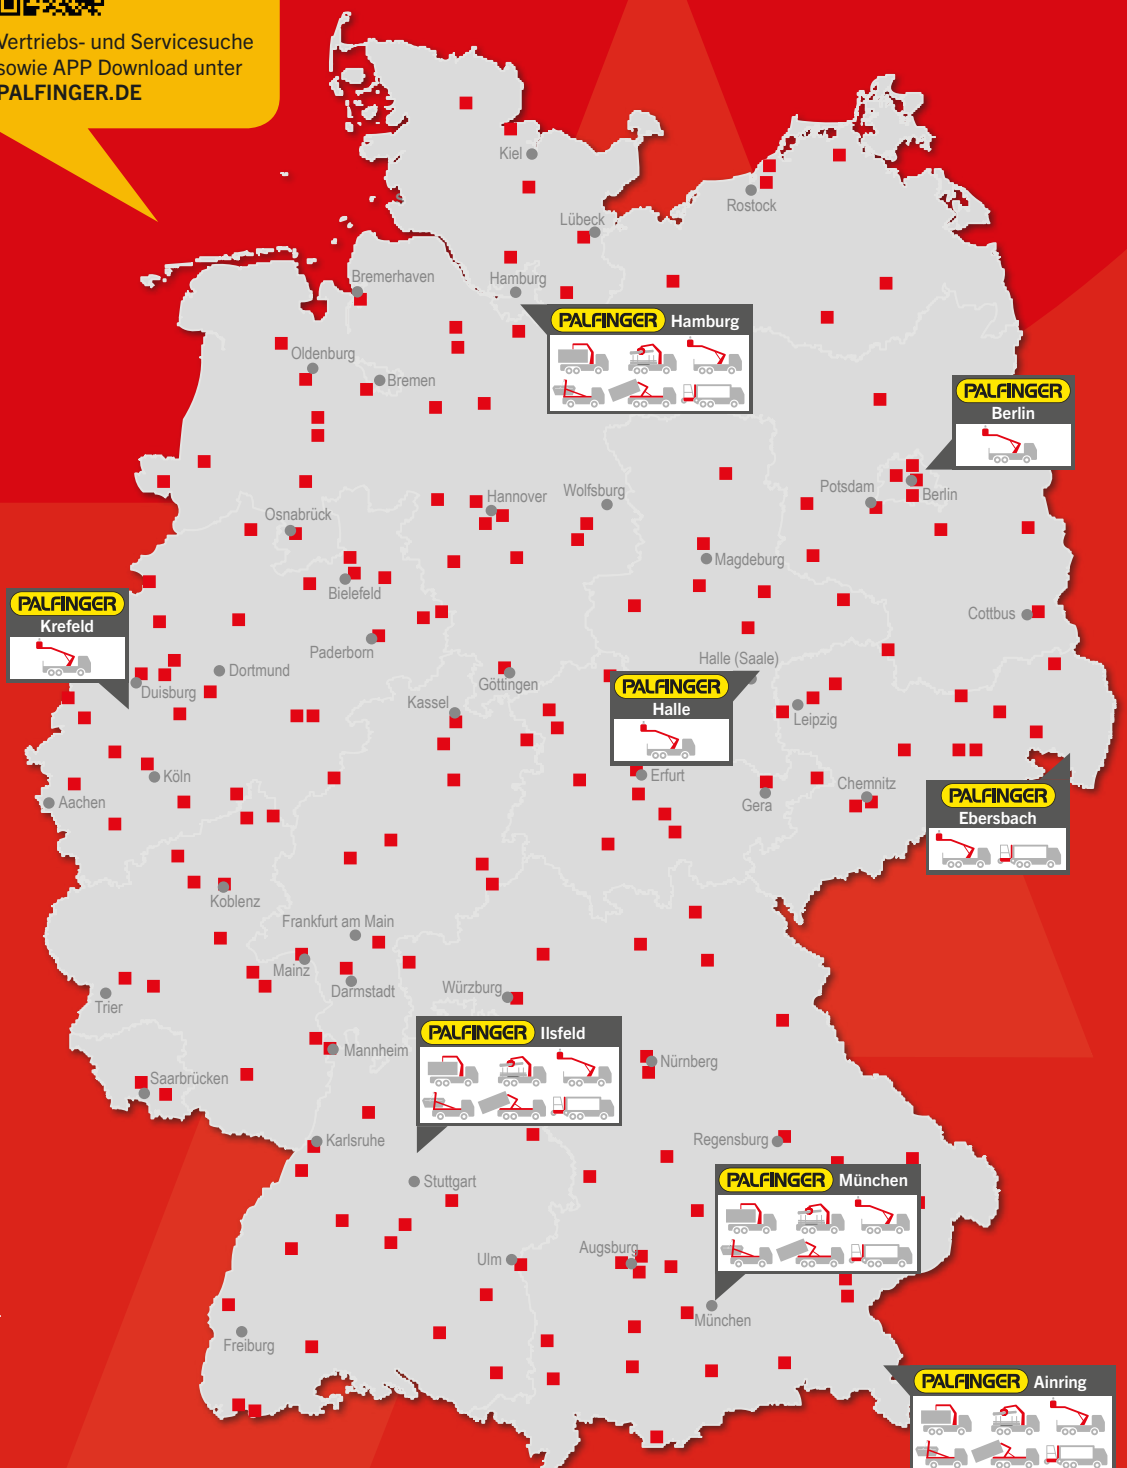 Vertriebs- und Servicesuche
sowie APP Download unter
PALFINGER.DE
Kiel
Rostock
Lübeck
Bremerhaven
Hamburg
PALFINGER Hamburg
Oldenburg
Bremen
PALFINGER
Berlin
Wolfsburg
Hannover
Potsdam
Berlin
Osnabrück
Magdeburg
Bielefeld
PALFINGER
Krefeld
Cottbus
Paderborn
Halle (Saale)
Dortmund
Göttingen
Duisburg
PALFINGER
Halle
Kassel
Leipzig
Köln
Erfurt
Chemnitz
Aachen
Gera
PALFINGER
Ebersbach
Koblenz
Frankfurt am Main
Mainz
Darmstadt
Würzburg
Trier
PALFINGER Ilsfeld
Mannheim
Nürnberg
Saarbrücken
Karlsruhe
Regensburg
Stuttgart
PALFINGER München
Augsburg
Ulm
München
Freiburg
PALFINGER Ainring